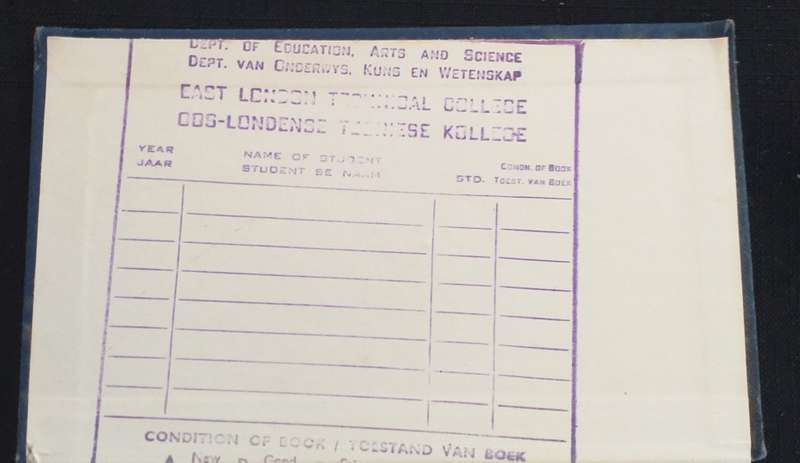 DEPT. OF EDUCATION, ARTS AND SCIENCE
DEPT. VAN ONDERWYS, KUNS EN WETENSKAP
EAST LONDON TECHNICAL COLLEGE
OOS-LONDENSE TEGNIESE KOLLEGE
YEAR
JAAR
NAME OF STUDENT
STUDENT SE NAAM
STD.
CONDN. OF BOOK
TOEST. VAN BOEK
CONDITION OF BOOK / TOESTAND VAN BOEK
A New B Good